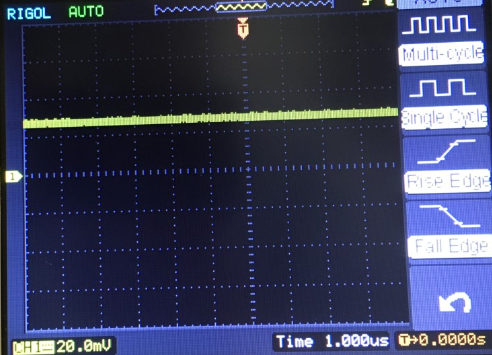 RIGOL AUTO
T
Multi-cycle
Single Cycle
1
Rise Edge
Fall Edge
CH1 20.0mV Time 1.000us T→0.0000s